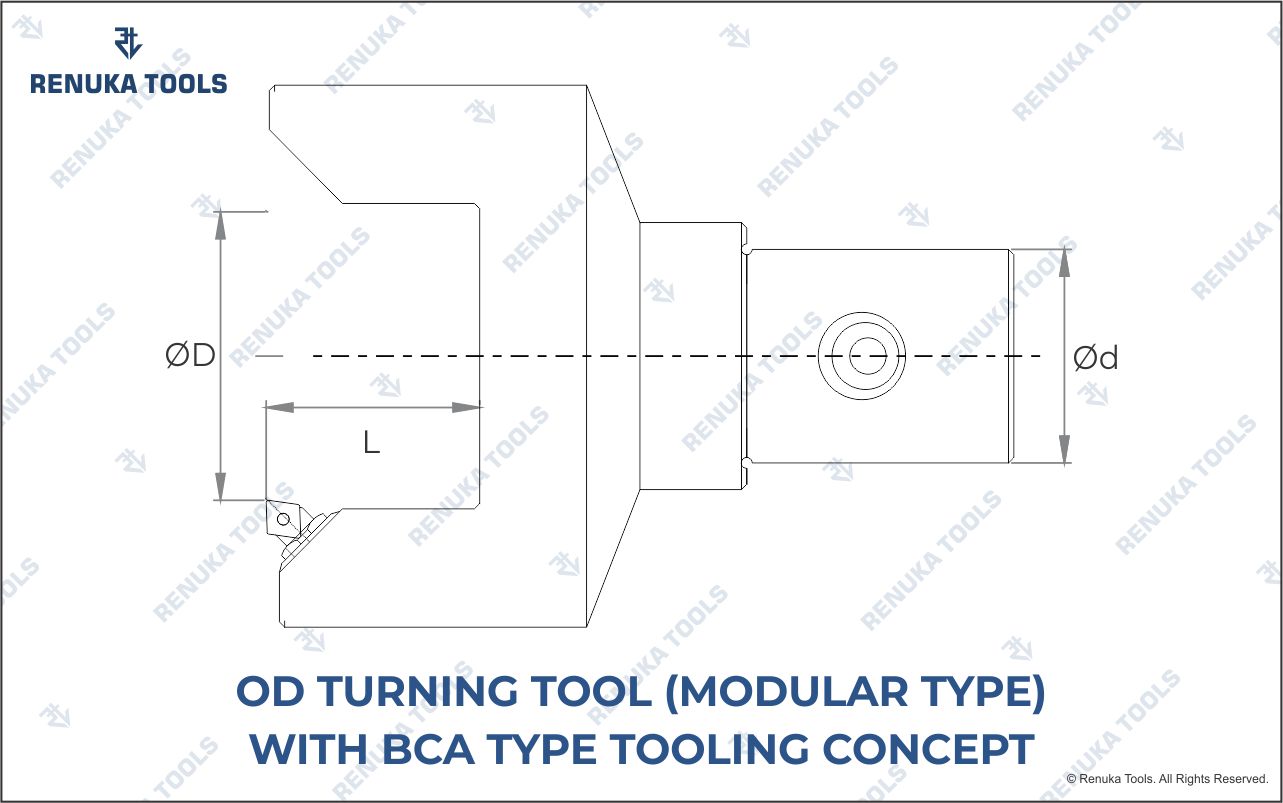 RENUKA TOOLS
ØD
Ød
L
OD TURNING TOOL (MODULAR TYPE)
WITH BCA TYPE TOOLING CONCEPT
© Renuka Tools. All Rights Reserved.